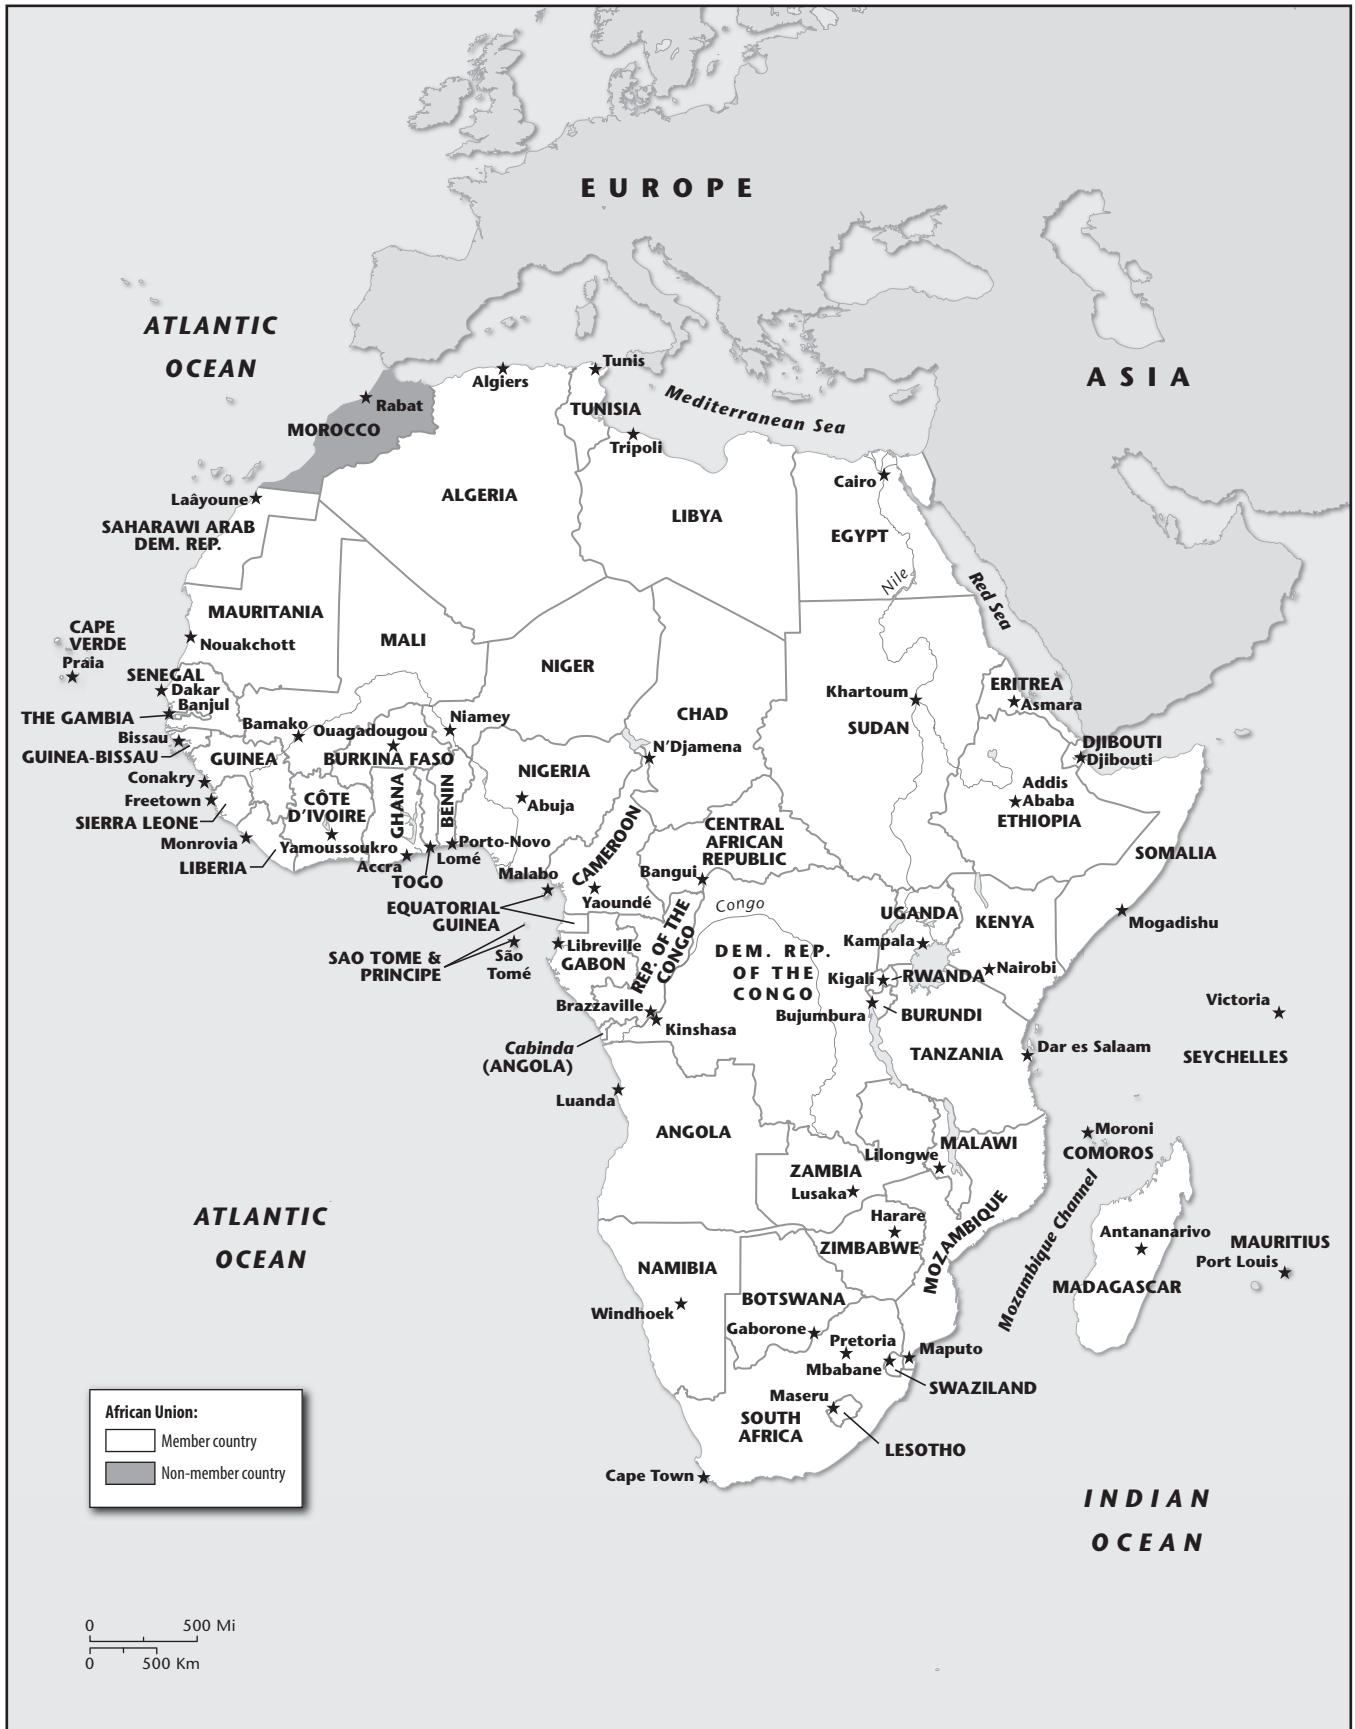 EUROPE
ATLANTIC
OCEAN
ASIA
Tunis
Algiers
Mediterranean Sea
Rabat
TUNISIA
MOROCCO
Tripoli
Cairo
Laâyoune
ALGERIA
LIBYA
SAHARAWI ARAB
DEM. REP.
EGYPT
Nile
Red Sea
MAURITANIA
CAPE
VERDE
Praia
Nouakchott
MALI
NIGER
SENEGAL
Dakar
Banjul
THE GAMBIA
Khartoum
ERITREA
Asmara
CHAD
SUDAN
Bamako
Ouagadougou
Niamey
Bissau
GUINEA-BISSAU
GUINEA
BURKINA FASO
N'Djamena
DJIBOUTI
Djibouti
Conakry
NIGERIA
Abuja
Freetown
CÔTE
D'IVOIRE
GHANA
BENIN
Addis
Ababa
ETHIOPIA
SIERRA LEONE
CENTRAL
AFRICAN
REPUBLIC
Monrovia
Yamoussoukro
Porto-Novo
CAMEROON
SOMALIA
LIBERIA
Accra
Lomé
TOGO
Malabo
Bangui
Yaoundé
EQUATORIAL
GUINEA
Congo
UGANDA
KENYA
Mogadishu
REP. OF THE
CONGO
Kampala
SAO TOME &
PRINCIPE
São
Tomé
Libreville
GABON
DEM. REP.
OF THE
CONGO
Kigali
RWANDA
Nairobi
Brazzaville
Kinshasa
Bujumbura
BURUNDI
Victoria
Cabinda
(ANGOLA)
TANZANIA
Dar es Salaam
SEYCHELLES
Luanda
ANGOLA
Moroni
COMOROS
MALAWI
Lilongwe
ZAMBIA
Lusaka
ATLANTIC
OCEAN
Harare
ZIMBABWE
MOZAMBIQUE
Mozambique Channel
Antananarivo
MADAGASCAR
MAURITIUS
Port Louis
NAMIBIA
Windhoek
BOTSWANA
Gaborone
Pretoria
Mbabane
Maputo
SWAZILAND
Maseru
SOUTH
AFRICA
LESOTHO
Cape Town
African Union:
Member country
Non-member country
INDIAN
OCEAN
0 500 Mi
0 500 Km